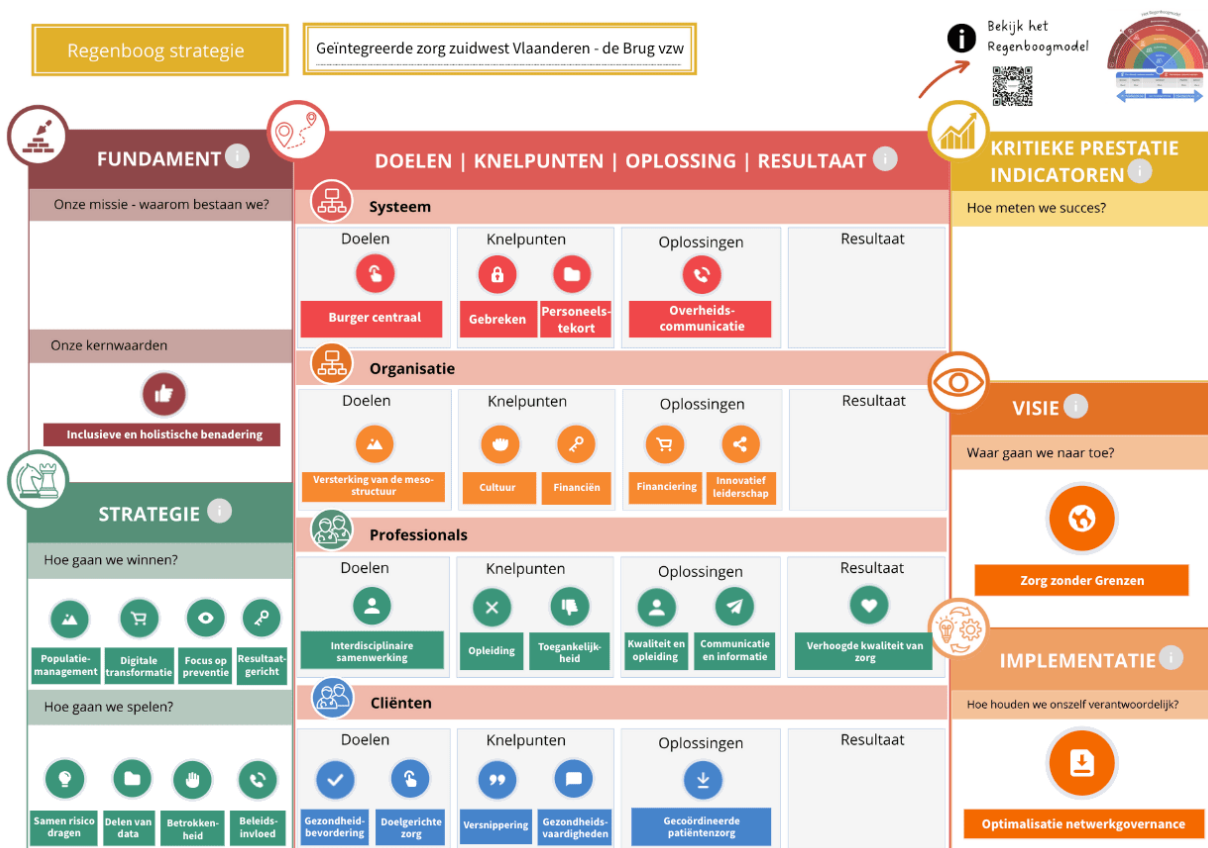 Regenboog strategie
Geïntegreerde zorg zuidwest Vlaanderen - de Brug vzw
Bekijk het
Regenboogmodel
FUNDAMENT
Onze missie - waarom bestaan we?
Onze kernwaarden
Inclusieve en holistische benadering
STRATEGIE
Hoe gaan we winnen?
Populatie-
management
Digitale
transformatie
Focus op
preventie
Resultaat-
gericht
Hoe gaan we spelen?
Samen risico
dragen
Delen van
data
Betrokken-
heid
Beleids-
invloed
DOELEN | KNELPUNTEN | OPLOSSING | RESULTAAT
Systeem
Doelen
Burger centraal
Knelpunten
Gebreken
Personeels-
tekort
Oplossingen
Overheids-
communicatie
Resultaat
Organisatie
Doelen
Versterking van de meso-
structuur
Knelpunten
Cultuur
Financiën
Oplossingen
Financiering
Innovatief
leiderschap
Resultaat
Professionals
Doelen
Interdisciplinaire
samenwerking
Knelpunten
Opleiding
Toegankelijk-
heid
Oplossingen
Kwaliteit en
opleiding
Communicatie
en informatie
Resultaat
Verhoogde kwaliteit van
zorg
Cliënten
Doelen
Gezondheid-
bevordering
Doelgerichte
zorg
Knelpunten
Versnippering
Gezondheids-
vaardigheden
Oplossingen
Gecoördineerde
patiëntenzorg
Resultaat
KRITIEKE PRESTATIE
INDICATOREN
Hoe meten we succes?
VISIE
Waar gaan we naar toe?
Zorg zonder Grenzen
IMPLEMENTATIE
Hoe houden we onszelf verantwoordelijk?
Optimalisatie netwerkgovernance